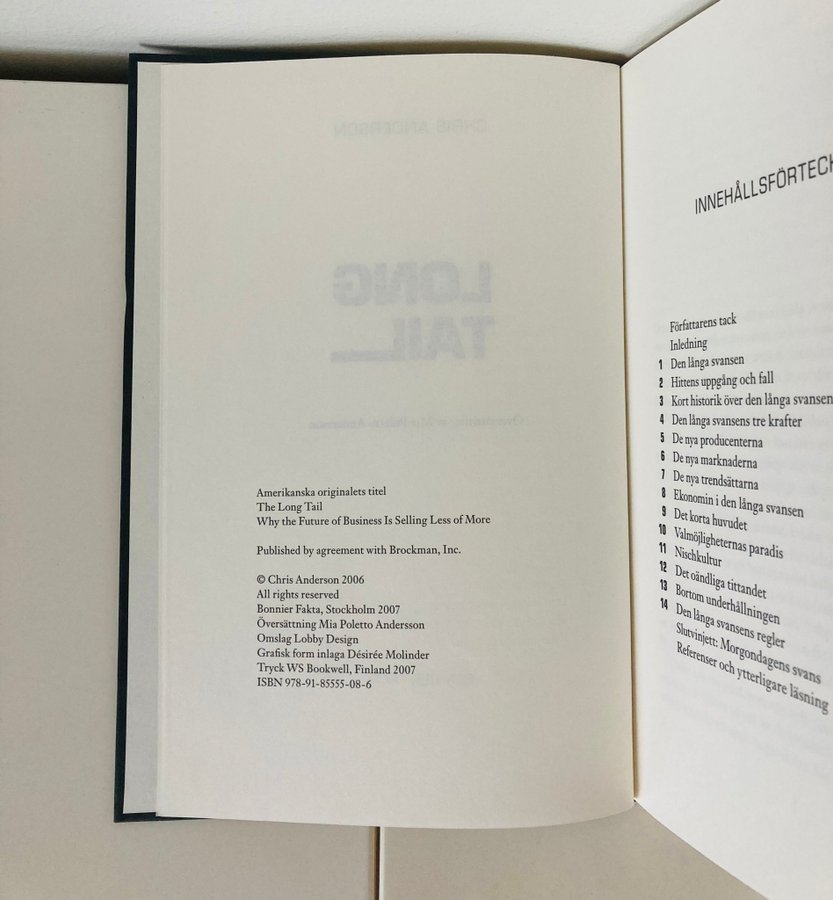 CHRIS ANDERSON
LONG
TAIL
Amerikanska originalets titel
The Long Tail
Why the Future of Business Is Selling Less of More
Published by agreement with Brockman, Inc.
© Chris Anderson 2006
All rights reserved
Bonnier Fakta, Stockholm 2007
Översättning Mia Poletto Andersson
Omslag Lobby Design
Grafisk form inlaga Désirée Molinder
Tryck WS Bookwell, Finland 2007
ISBN 978-91-85555-08-6
INNEHÅLLSFÖRTECK
Författarens tack
Inledning
1 Den långa svansen
2 Hittens uppgång och fall
3 Kort historik över den långa svansen
4 Den långa svansens tre krafter
5 De nya producenterna
6 De nya marknaderna
7 De nya trendsättarna
8 Ekonomin i den långa svansen
9 Det korta huvudet
10 Valmöjligheternas paradis
11 Nischkultur
12 Det oändliga tittandet
13 Bortom underhållningen
14 Den långa svansens regler
Slutvinjett: Morgondagens svans
Referenser och ytterligare läsning